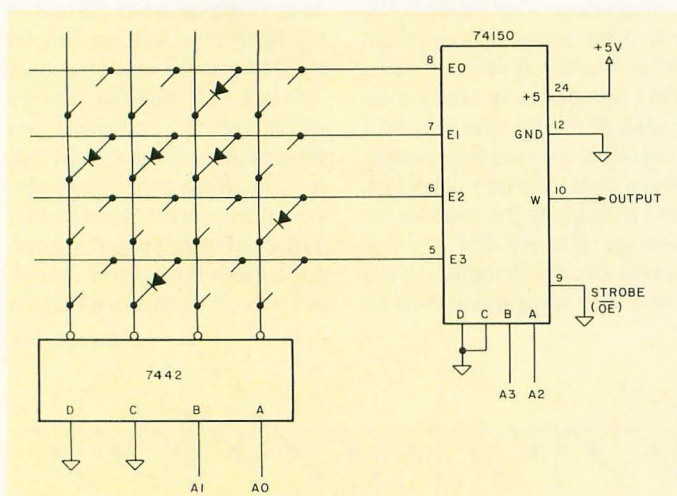 74150
+5V
8 E0
+5 24
7 E1
GND 12
6 E2
W 10 OUTPUT
5 E3
9 STROBE
(OE)
D C B A
7442
A3 A2
D C B A
A1 A0